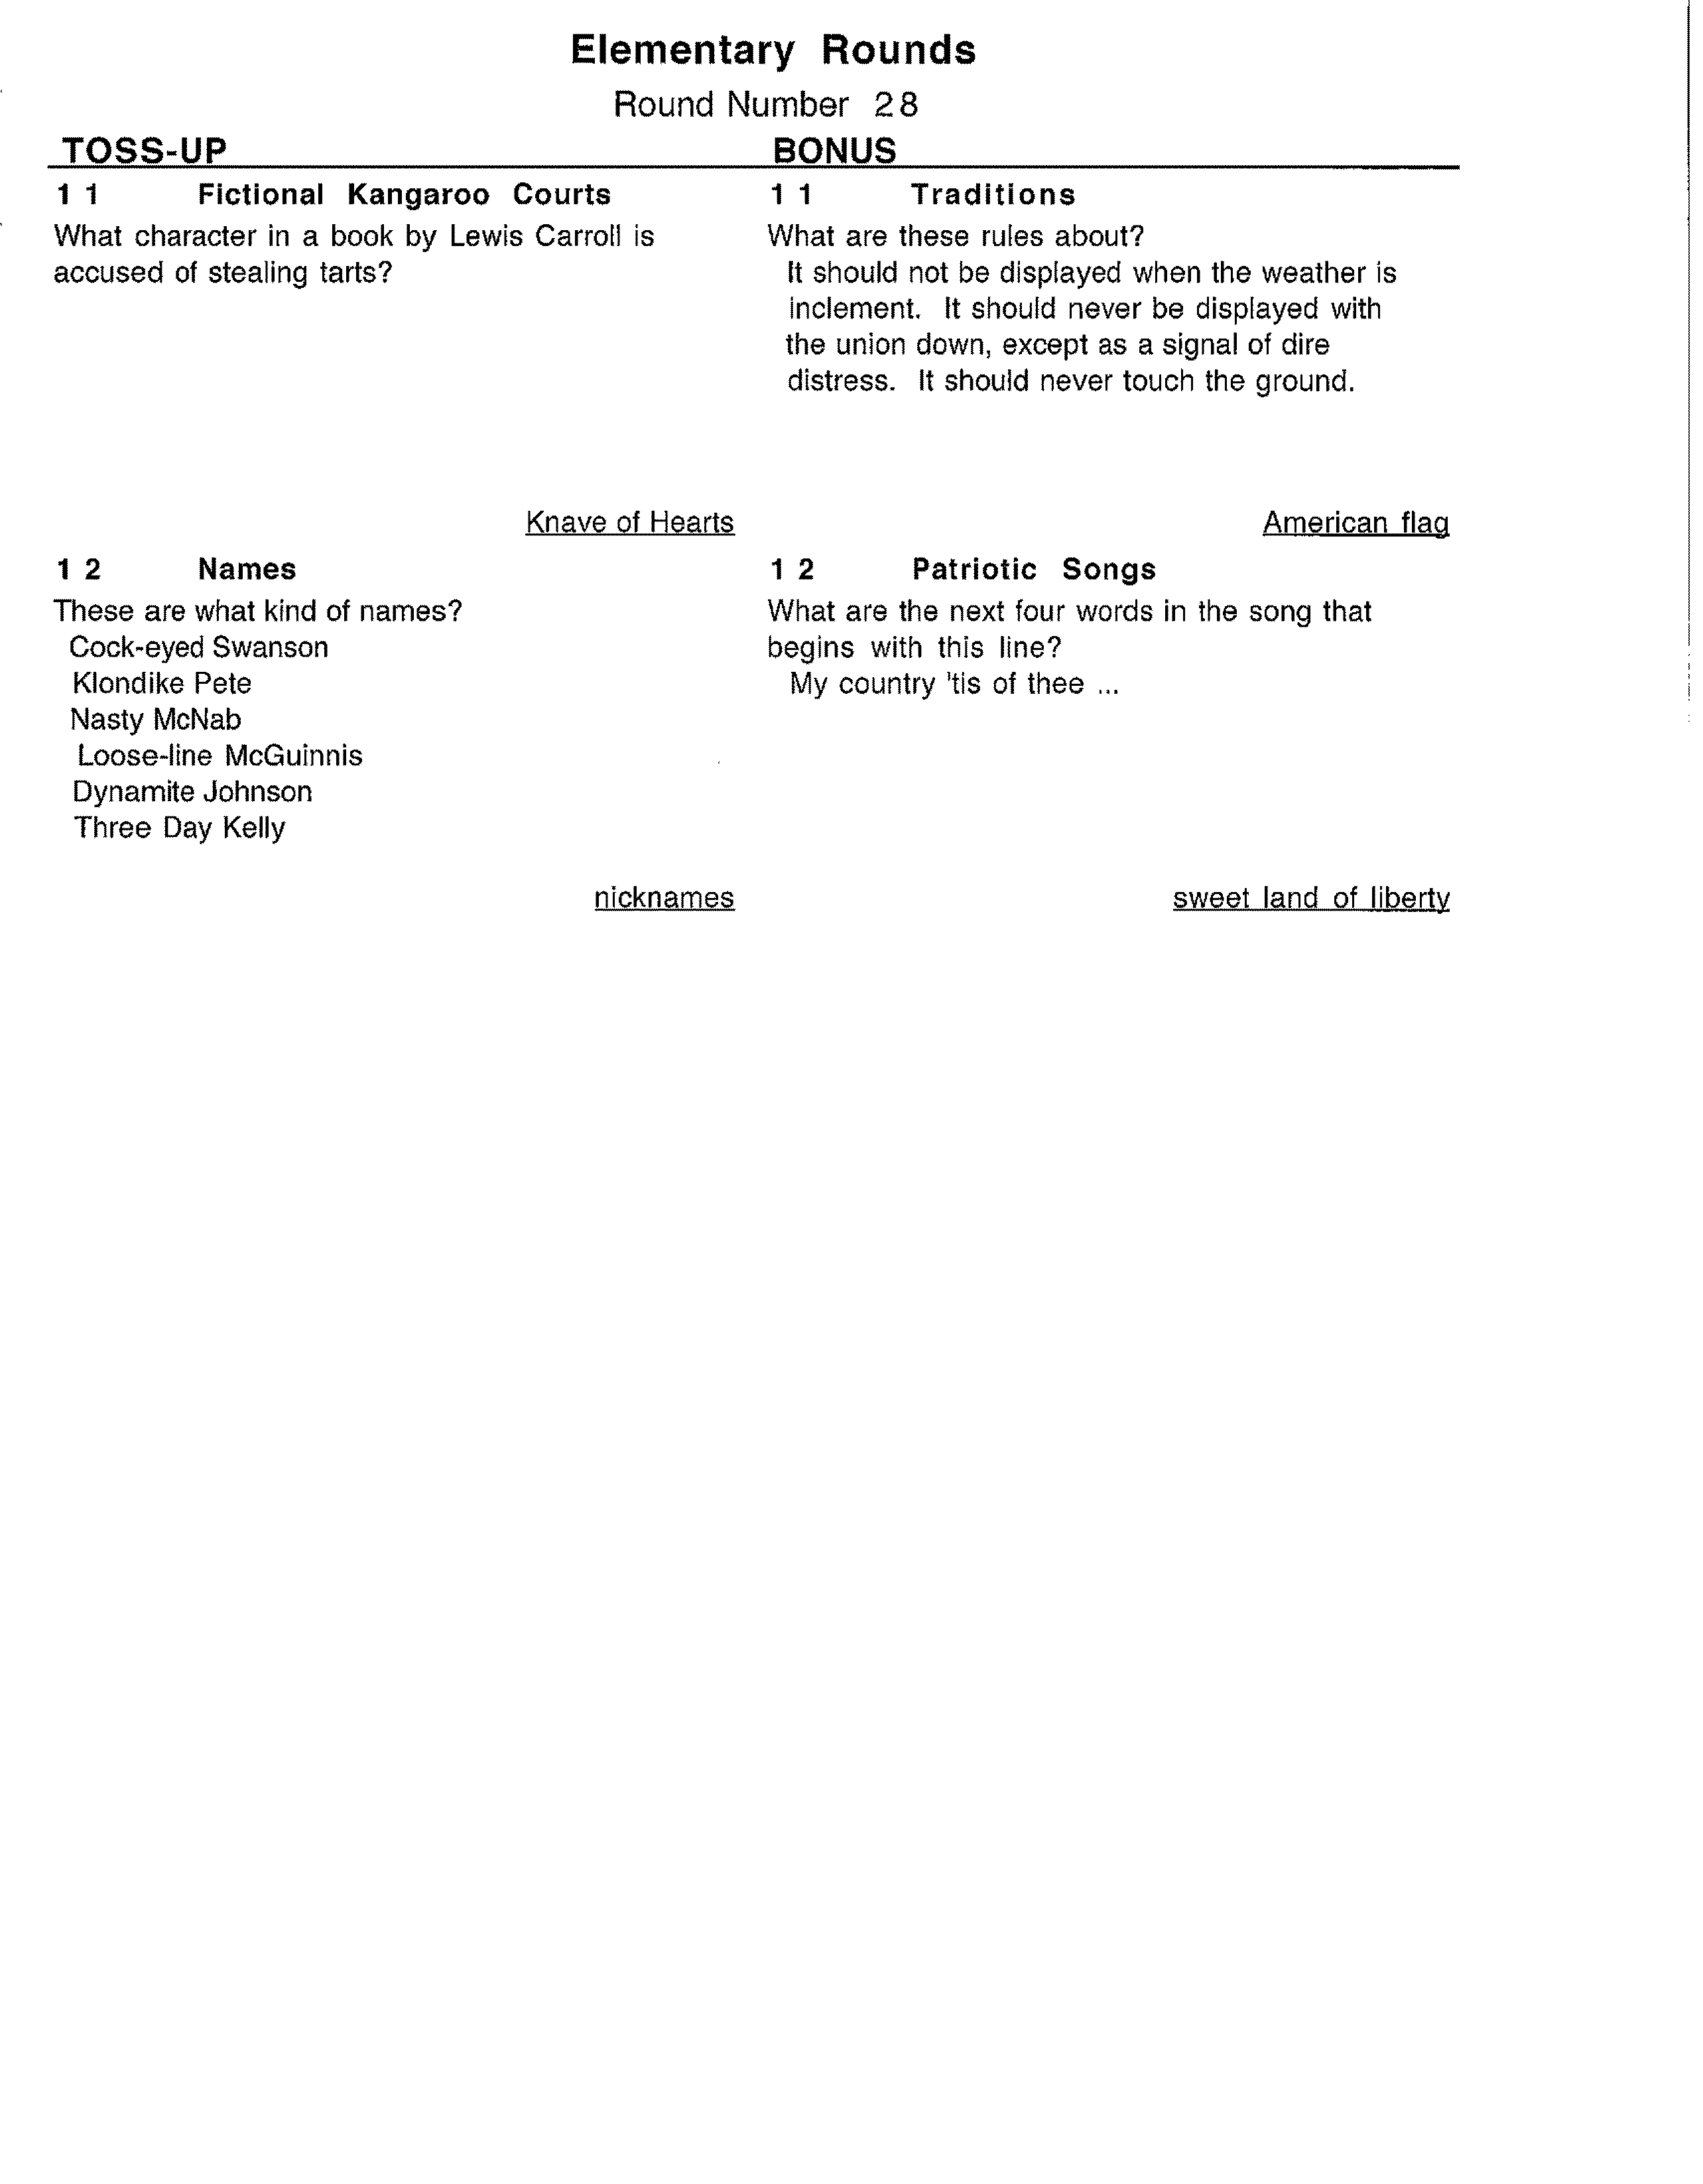 Elementary Rounds
Round Number 28
TOSS-UP
11 Fictional Kangaroo Courts
What character in a book by Lewis Carroll is
accused of stealing tarts?
Knave of Hearts
12 Names
These are what kind of names?
Cock-eyed Swanson
Klondike Pete
Nasty McNab
Loose-line McGuinnis
Dynamite Johnson
Three Day Kelly
nicknames
BONUS
11 Traditions
What are these rules about?
It should not be displayed when the weather is
inclement. It should never be displayed with
the union down, except as a signal of dire
distress. It should never touch the ground.
American flag
12 Patriotic Songs
What are the next four words in the song that
begins with this line?
My country 'tis of thee ...
sweet land of liberty